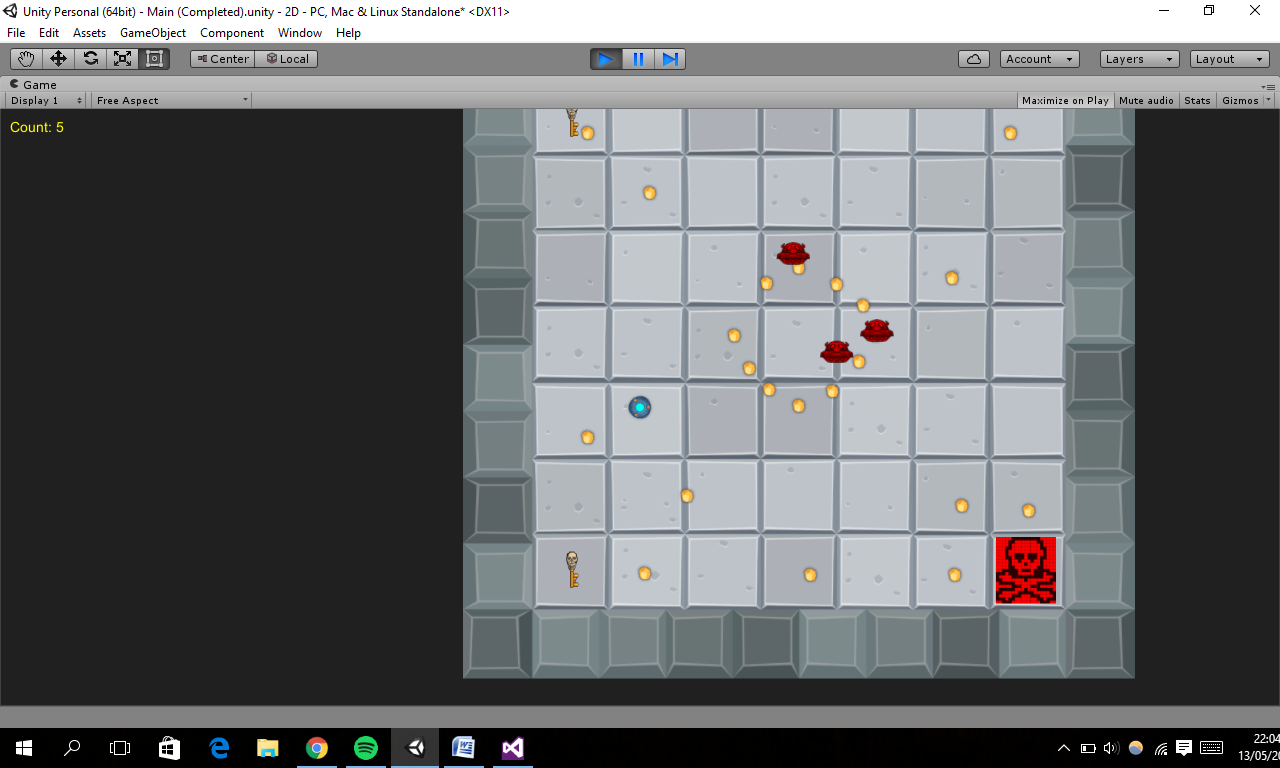 Unity Personal (64bit) - Main (Completed).unity - 2D - PC, Mac & Linux Standalone* <DX11>
File Edit Assets GameObject Component Window Help
Center Local Account Layers Layout
Game
Display 1 Free Aspect Maximize on Play Mute audio Stats Gizmos
Count: 5
22:04
13/05/20